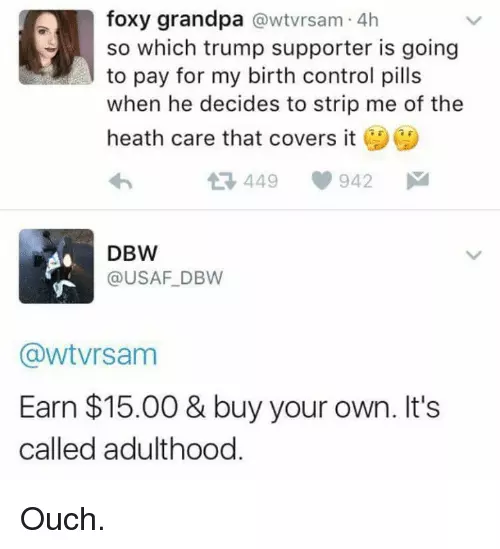 foxy grandpa @wtvrsam · 4h
so which trump supporter is going
to pay for my birth control pills
when he decides to strip me of the
heath care that covers it 🤔🤔
449 942
DBW
@USAF_DBW
@wtvrsam
Earn $15.00 & buy your own. It's
called adulthood.
Ouch.